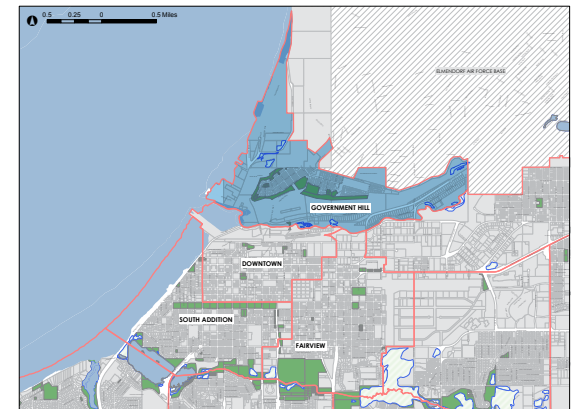 0.5 0.25 0 0.5 Miles
ELMENDORF AIR FORCE BASE
GOVERNMENT HILL
DOWNTOWN
SOUTH ADDITION
FAIRVIEW